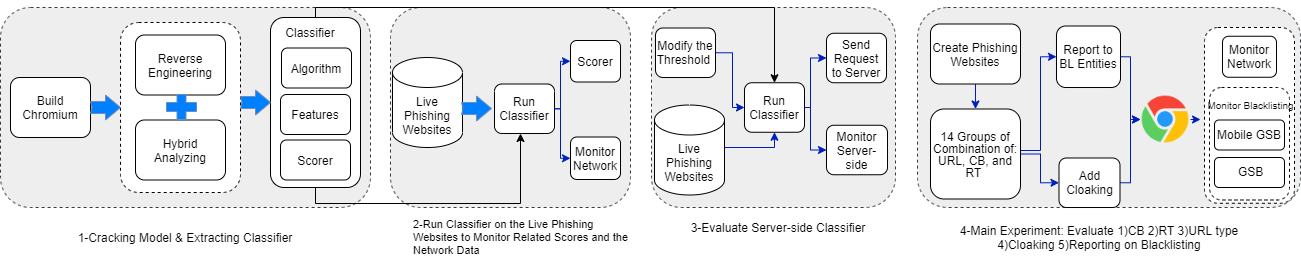 Build
Chromium
Reverse
Engineering
Hybrid
Analyzing
Classifier
Algorithm
Features
Scorer
1-Cracking Model & Extracting Classifier
Live
Phishing
Websites
Run
Classifier
Scorer
Monitor
Network
2-Run Classifier on the Live Phishing
Websites to Monitor Related Scores and the
Network Data
Modify the
Threshold
Live
Phishing
Websites
Run
Classifier
Send
Request
to Server
Monitor
Server-
side
3-Evaluate Server-side Classifier
Create Phishing
Websites
14 Groups of
Combination of:
URL, CB, and
RT
Report to
BL Entities
Add
Cloaking
Monitor
Network
Monitor Blacklisting
Mobile GSB
GSB
4-Main Experiment: Evaluate 1)CB 2)RT 3)URL type
4)Cloaking 5)Reporting on Blacklisting